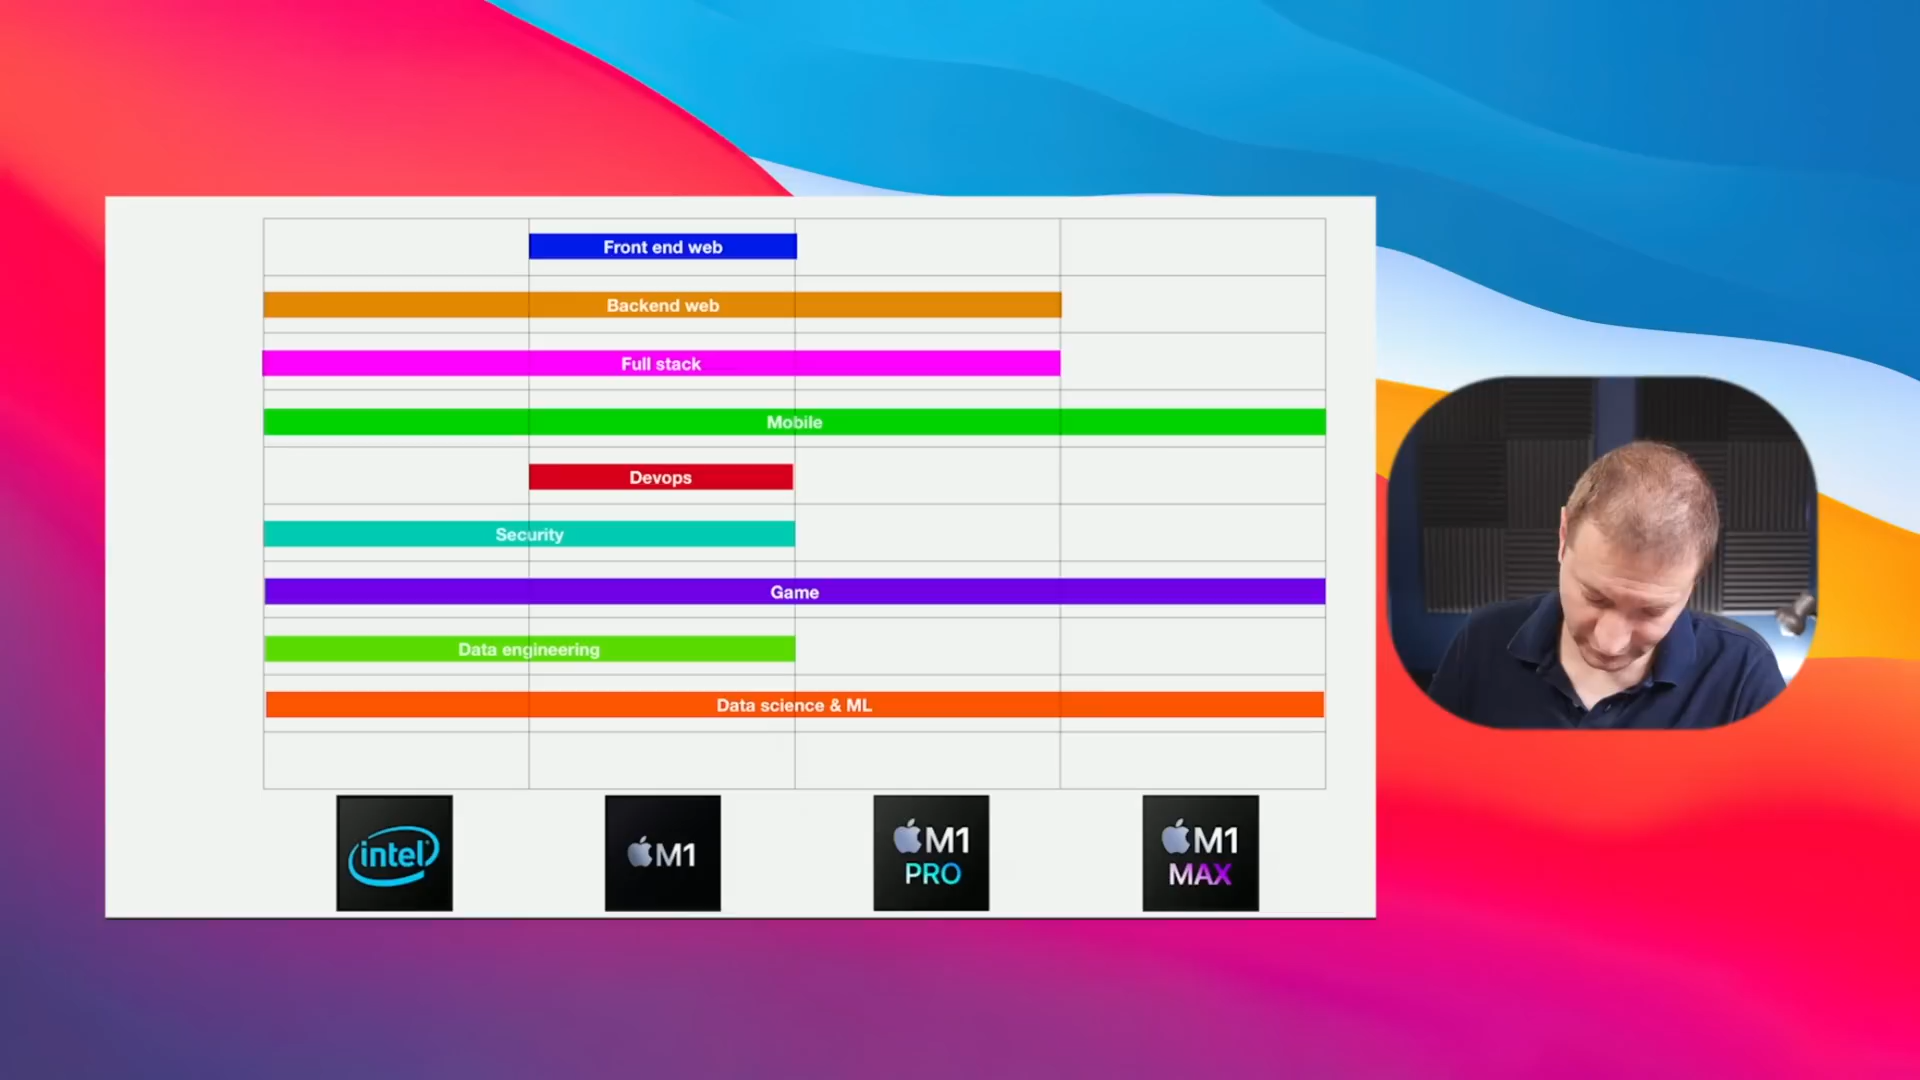 Front end web
Backend web
Full stack
Mobile
Devops
Security
Game
Data engineering
Data science & ML
intel
M1
M1
PRO
M1
MAX